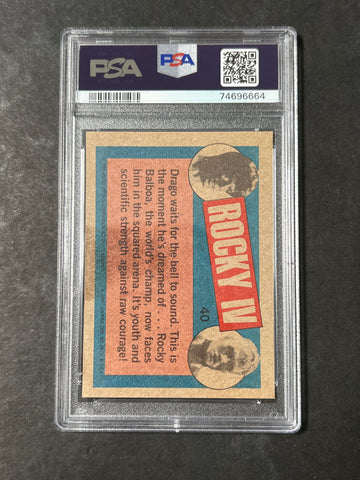 PSA
PSA
74696664
ROCKY IV
40
Drago waits for the bell to sound. This is
the moment he's dreamed of . . . Rocky
Balboa, the world's champ, now faces
him in the squared arena. It's youth and
scientific strength against raw courage!